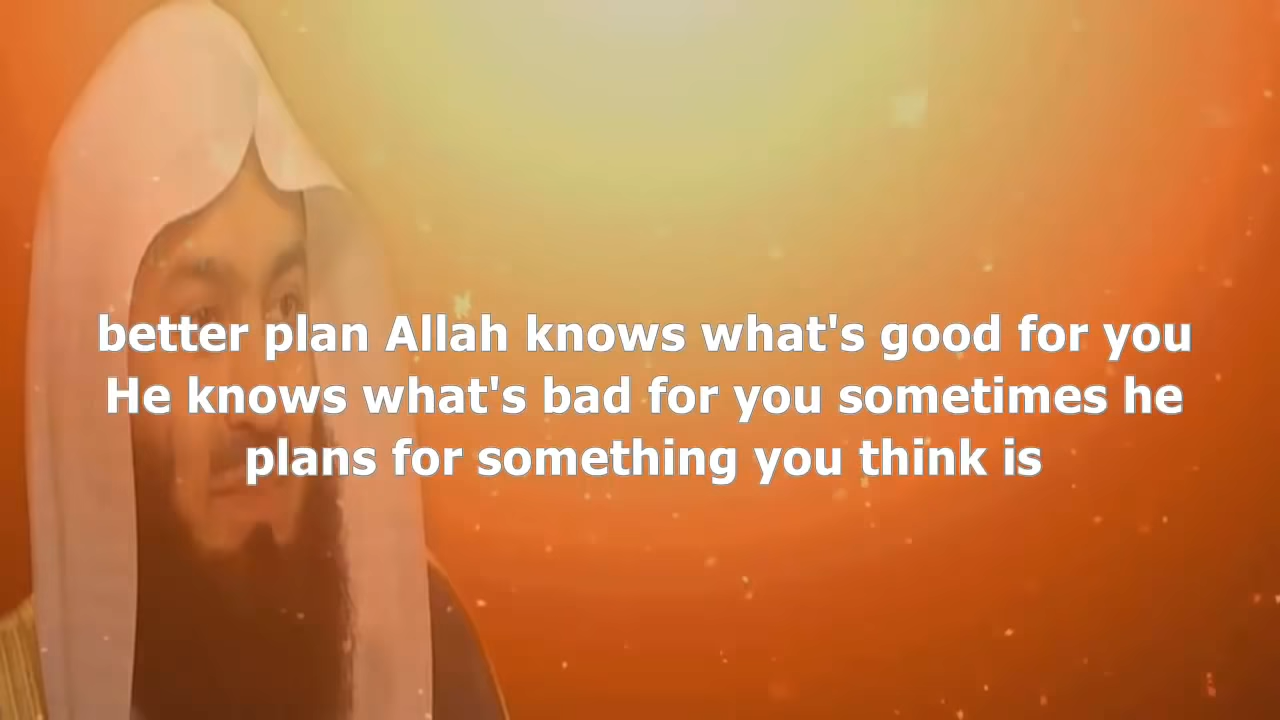 better plan Allah knows what's good for you
He knows what's bad for you sometimes he
plans for something you think is